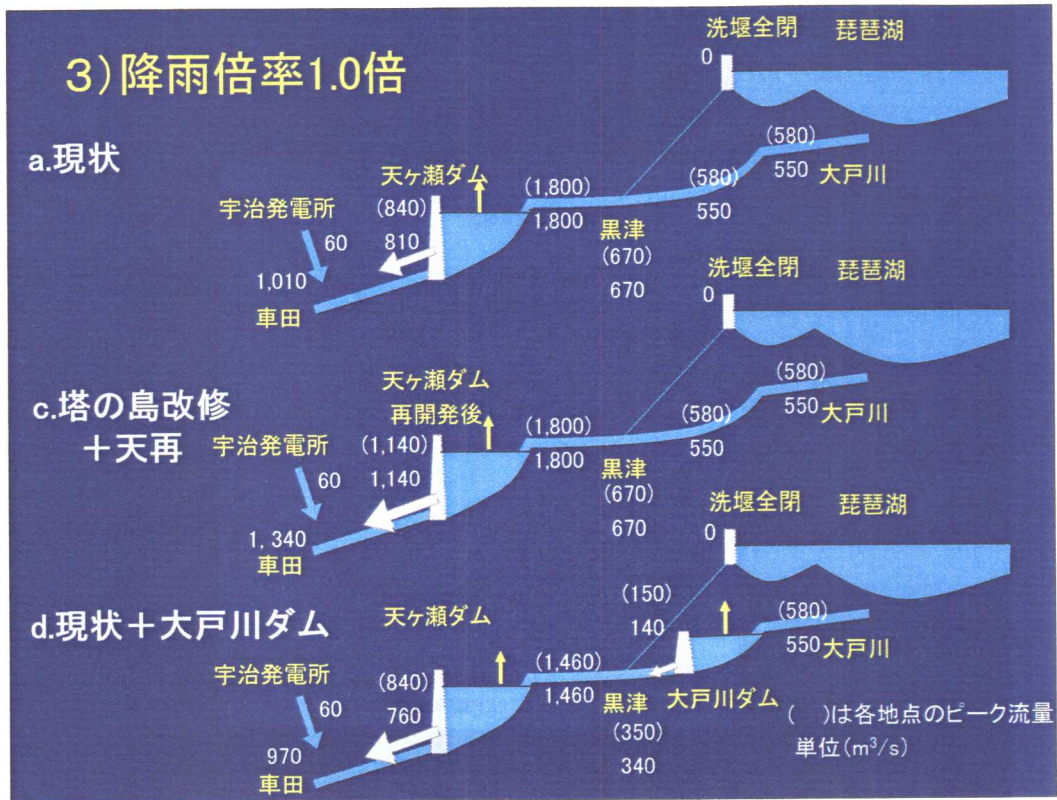 3)降雨倍率1.0倍
洗堰全閉 琵琶湖
0
a.現状
天ヶ瀬ダム
宇治発電所
60
(840)
810
(1,800)
1,800
(580)
550
(580)
550 大戸川
黒津
(670)
670
1,010
車田
洗堰全閉 琵琶湖
0
c.塔の島改修
+天再
天ヶ瀬ダム
再開発後
宇治発電所
60
(1,140)
1,140
(1,800)
1,800
(580)
550
(580)
550 大戸川
黒津
(670)
670
1,340
車田
洗堰全閉 琵琶湖
0
d.現状+大戸川ダム
天ヶ瀬ダム
宇治発電所
60
(840)
760
(1,460)
1,460
(150)
140
(580)
550 大戸川
黒津
(350)
340
大戸川ダム
970
車田
( )は各地点のピーク流量
単位(m³/s)